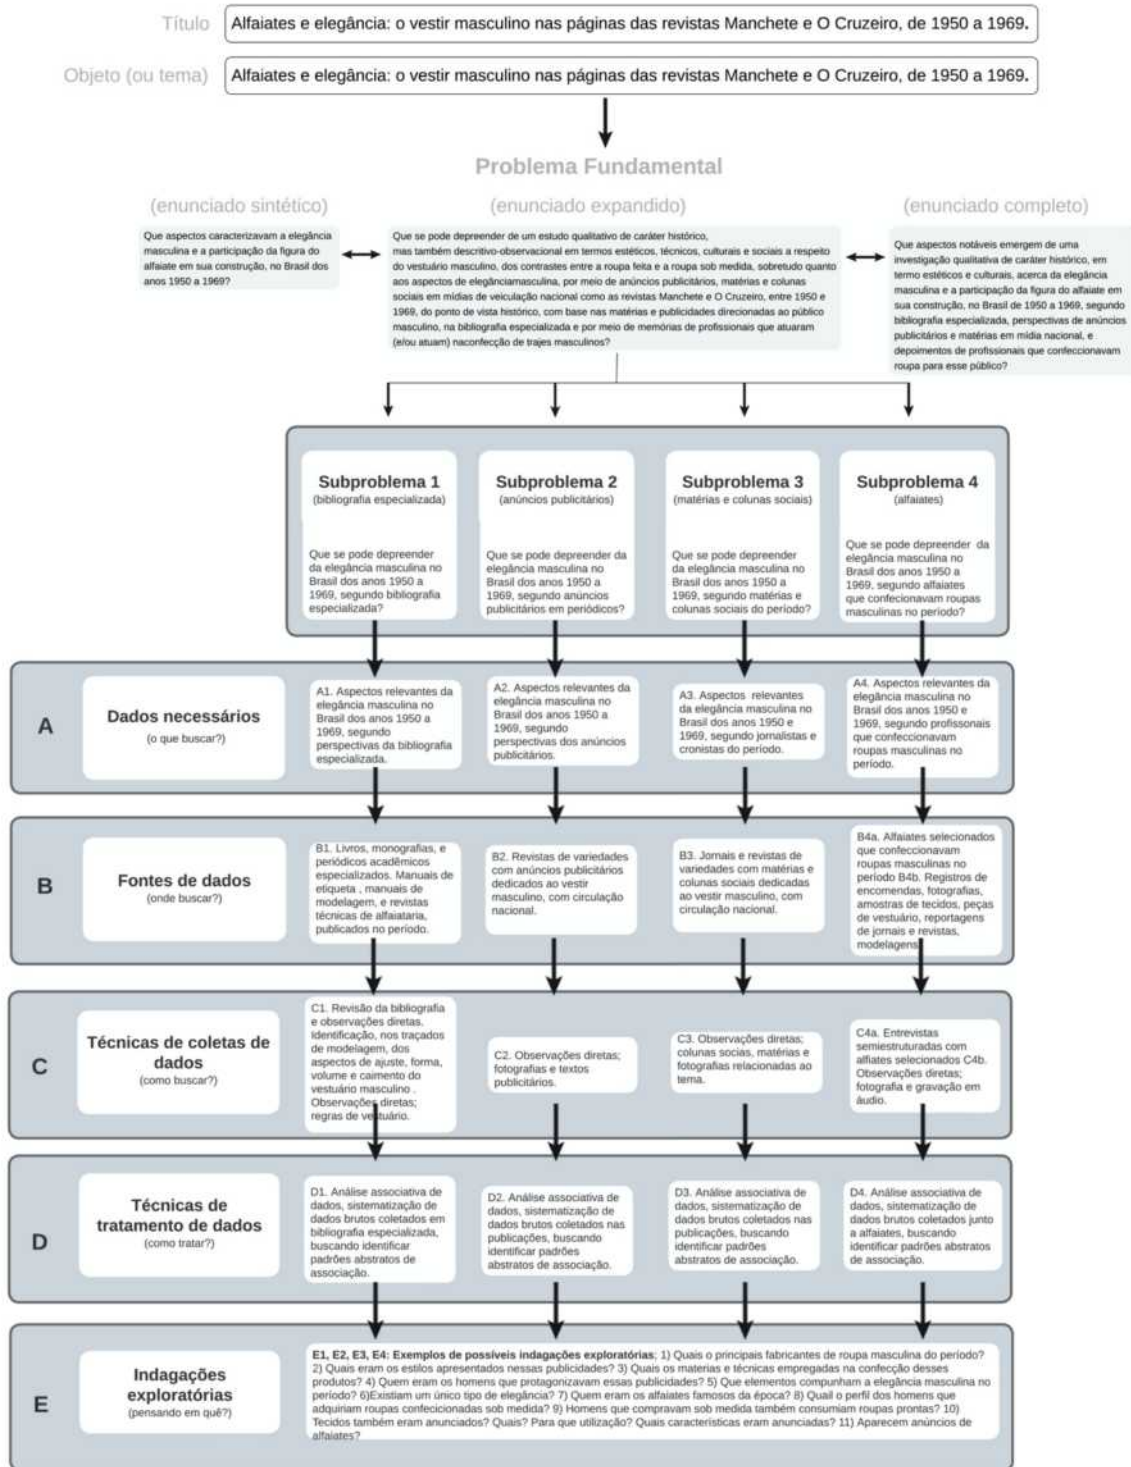 Título
Alfaiates e elegância: o vestir masculino nas páginas das revistas Manchete e O Cruzeiro, de 1950 a 1969.
Objeto (ou tema)
Alfaiates e elegância: o vestir masculino nas páginas das revistas Manchete e O Cruzeiro, de 1950 a 1969.
Problema Fundamental
(enunciado sintético)
Que aspectos caracterizavam a elegância
masculina e a participação da figura do
alfaiate em sua construção, no Brasil dos
anos 1950 a 1969?
(enunciado expandido)
Que se pode depreender de um estudo qualitativo de caráter histórico,
mas também descritivo-observacional em termos estéticos, técnicos, culturais e sociais a respeito
do vestuário masculino, dos contrastes entre a roupa feita e a roupa sob medida, sobretudo quanto
aos aspectos de elegânciamasculina, por meio de anúncios publicitários, matérias e colunas
sociais em mídias de veiculação nacional como as revistas Manchete e O Cruzeiro, entre 1950 e
1969, do ponto de vista histórico, com base nas matérias e publicidades direcionadas ao público
masculino, na bibliografia especializada e por meio de memórias de profissionais que atuaram
(e/ou atuam) naconfecção de trajes masculinos?
(enunciado completo)
Que aspectos notáveis emergem de uma
investigação qualitativa de caráter histórico, em
termo estéticos e culturais, acerca da elegância
masculina e a participação da figura do alfaiate em
sua construção, no Brasil de 1950 a 1969, segundo
bibliografia especializada, perspectivas de anúncios
publicitários e matérias em mídia nacional, e
depoimentos de profissionais que confeccionavam
roupa para esse público?
Subproblema 1
(bibliografia especializada)
Que se pode depreender
da elegância masculina no
Brasil dos anos 1950 a
1969, segundo bibliografia
especializada?
Subproblema 2
(anúncios publicitários)
Que se pode depreender da
elegância masculina no
Brasil dos anos 1950 a
1969, segundo anúncios
publicitários em periódicos?
Subproblema 3
(matérias e colunas sociais)
Que se pode depreender
da elegância masculina no
Brasil dos anos 1950 a
1969, segundo matérias e
colunas sociais do período?
Subproblema 4
(alfaiates)
Que se pode depreender da
elegância masculina no
Brasil dos anos 1950 a
1969, segundo alfaiates
que confecionavam roupas
masculinas no período?
A
Dados necessários
(o que buscar?)
A1. Aspectos relevantes da
elegância masculina no
Brasil dos anos 1950 a
1969, segundo
perspectivas da bibliografia
especializada.
A2. Aspectos relevantes da
elegância masculina no
Brasil dos anos 1950 a
1969, segundo
perspectivas dos anúncios
publicitários.
A3. Aspectos relevantes
da elegância masculina no
Brasil dos anos 1950 e
1969, segundo jornalistas e
cronistas do período.
A4. Aspectos relevantes da
elegância masculina no
Brasil dos anos 1950 e
1969, segundo profissonais
que confeccionavam
roupas masculinas no
período.
B
Fontes de dados
(onde buscar?)
B1. Livros, monografias, e
periódicos acadêmicos
especializados. Manuais de
etiqueta , manuais de
modelagem, e revistas
técnicas de alfaiataria,
publicados no período.
B2. Revistas de variedades
com anúncios publicitários
dedicados ao vestir
masculino, com circulação
nacional.
B3. Jornais e revistas de
variedades com matérias e
colunas sociais dedicadas
ao vestir masculino, com
circulação nacional.
B4a. Alfaiates selecionados
que confeccionavam
roupas masculinas no
período B4b. Registros de
encomendas, fotografias,
amostras de tecidos, peças
de vestuário, reportagens
de jornais e revistas,
modelagens
C
Técnicas de coletas de
dados
(como buscar?)
C1. Revisão da bibliografia
e observações diretas.
Identificação, nos traçados
de modelagem, dos
aspectos de ajuste, forma,
volume e caimento do
vestuário masculino .
Observações diretas;
regras de vestuário.
C2. Observações diretas;
fotografias e textos
publicitários.
C3. Observações diretas;
colunas socias, matérias e
fotografias relacionadas ao
tema.
C4a. Entrevistas
semiestruturadas com
alfiates selecionados C4b.
Observações diretas;
fotografia e gravação em
áudio.
D
Técnicas de
tratamento de dados
(como tratar?)
D1. Análise associativa de
dados, sistematização de
dados brutos coletados em
bibliografia especializada,
buscando identificar
padrões abstratos de
associação.
D2. Análise associativa de
dados, sistematização de
dados brutos coletados nas
publicações, buscando
identificar padrões
abstratos de associação.
D3. Análise associativa de
dados, sistematização de
dados brutos coletados nas
publicações, buscando
identificar padrões
abstratos de associação.
D4. Análise associativa de
dados, sistematização de
dados brutos coletados junto
a alfaiates, buscando
identificar padrões abstratos
de associação.
E
Indagações
exploratórias
(pensando em quê?)
E1, E2, E3, E4: Exemplos de possíveis indagações exploratórias; 1) Quais o principais fabricantes de roupa masculina do período?
2) Quais eram os estilos apresentados nessas publicidades? 3) Quais os materias e técnicas empregadas na confecção desses
produtos? 4) Quem eram os homens que protagonizavam essas publicidades? 5) Que elementos compunham a elegância masculina no
período? 6)Existiam um único tipo de elegância? 7) Quem eram os alfaiates famosos da época? 8) Quail o perfil dos homens que
adquiriam roupas confecicionadas sob medida? 9) Homens que compravam sob medida também consumiam roupas prontas? 10)
Tecidos também eram anunciados? Quais? Para que utilização? Quais características eram anunciadas? 11) Aparecem anúncios de
alfaiates?